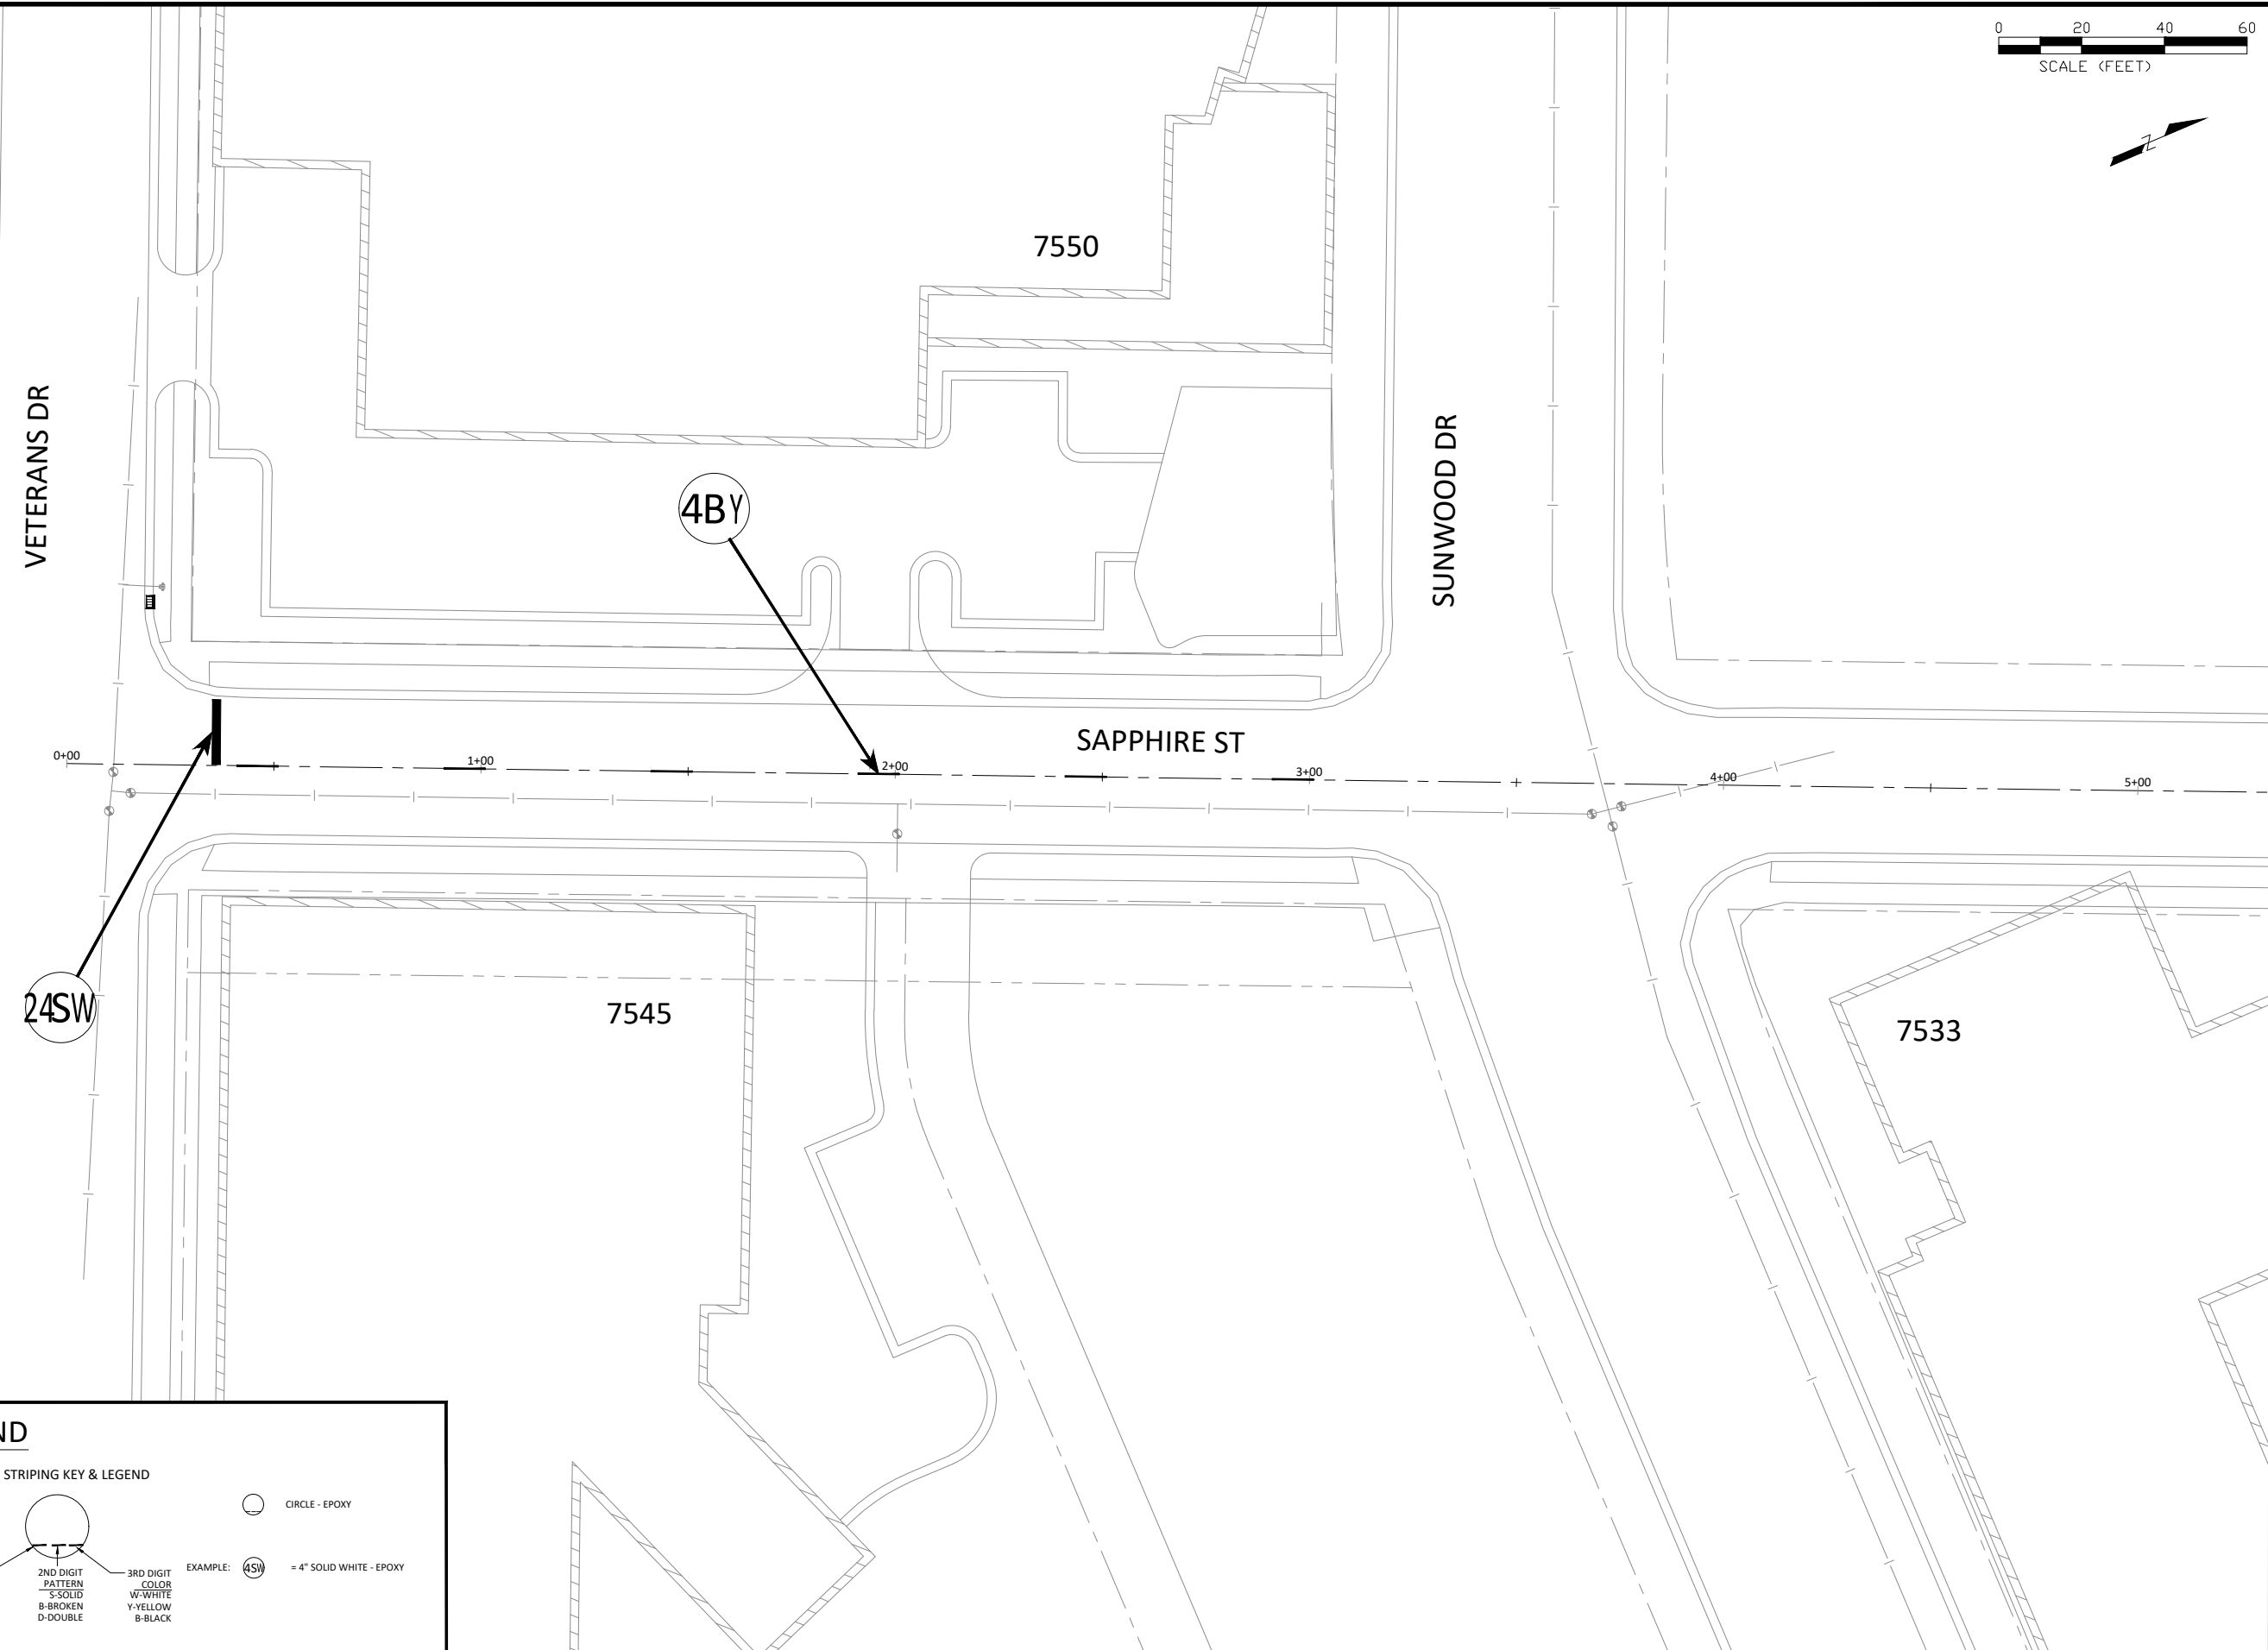 0 20 40 60
SCALE (FEET)
Z
7550
VETERANS DR
SUNWOOD DR
4BY
SAPPHIRE ST
0+00
1+00
2+00
3+00
4+00
5+00
24SW
7545
7533
STRIPING KEY & LEGEND
CIRCLE - EPOXY
2ND DIGIT
PATTERN
S-SOLID
B-BROKEN
D-DOUBLE
3RD DIGIT
COLOR
W-WHITE
Y-YELLOW
B-BLACK
EXAMPLE: 4SW = 4" SOLID WHITE - EPOXY